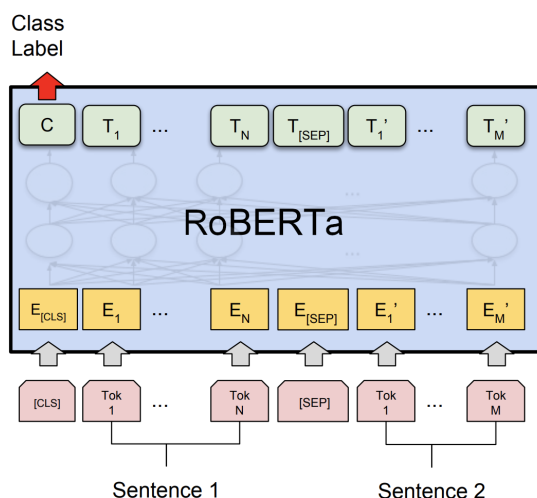 Class
Label
C T1 ... TN T[SEP] T1' ... TM'
...
RoBERTa
...
E[CLS] E1 ... EN E[SEP] E1' ... EM'
[CLS] Tok 1 ... Tok N [SEP] Tok 1 ... Tok M
Sentence 1 Sentence 2